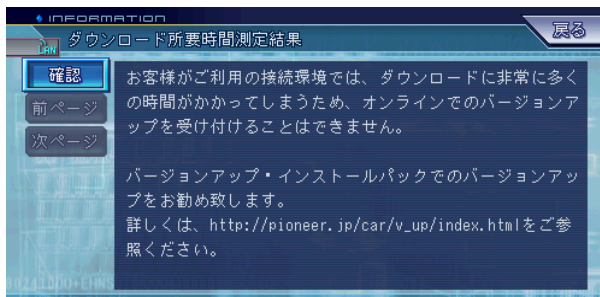 INFORMATION
LAN
ダウンロード所要時間測定結果
戻る
確認
前ページ
次ページ
お客様がご利用の接続環境では、ダウンロードに非常に多く
の時間がかかってしまうため、オンラインでのバージョンア
ップを受け付けることはできません。
バージョンアップ・インストールパックでのバージョンアッ
プをお勧め致します。
詳しくは、http://pioneer.jp/car/v_up/index.htmlをご参
照ください。